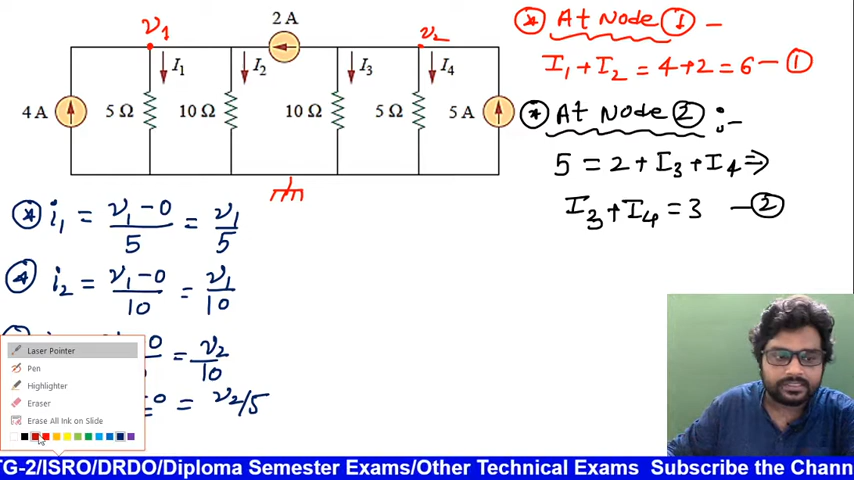 2 A
v1
v2
I1
I2
I3
I4
4 A
5 Ω
10 Ω
10 Ω
5 Ω
5 A
* At Node 1 -
I1 + I2 = 4+2 = 6 - 1
* At Node 2 :-
5 = 2 + I3 + I4 ⇒
I3 + I4 = 3 - 2
* i1 = v1-0/5 = v1/5
* i2 = v1-0/10 = v1/10
= v2/10
= v2/5
Laser Pointer
Pen
Highlighter
Eraser
Erase All Ink on Slide
TG-2/ISRO/DRDO/Diploma Semester Exams/Other Technical Exams Subscribe the Chann